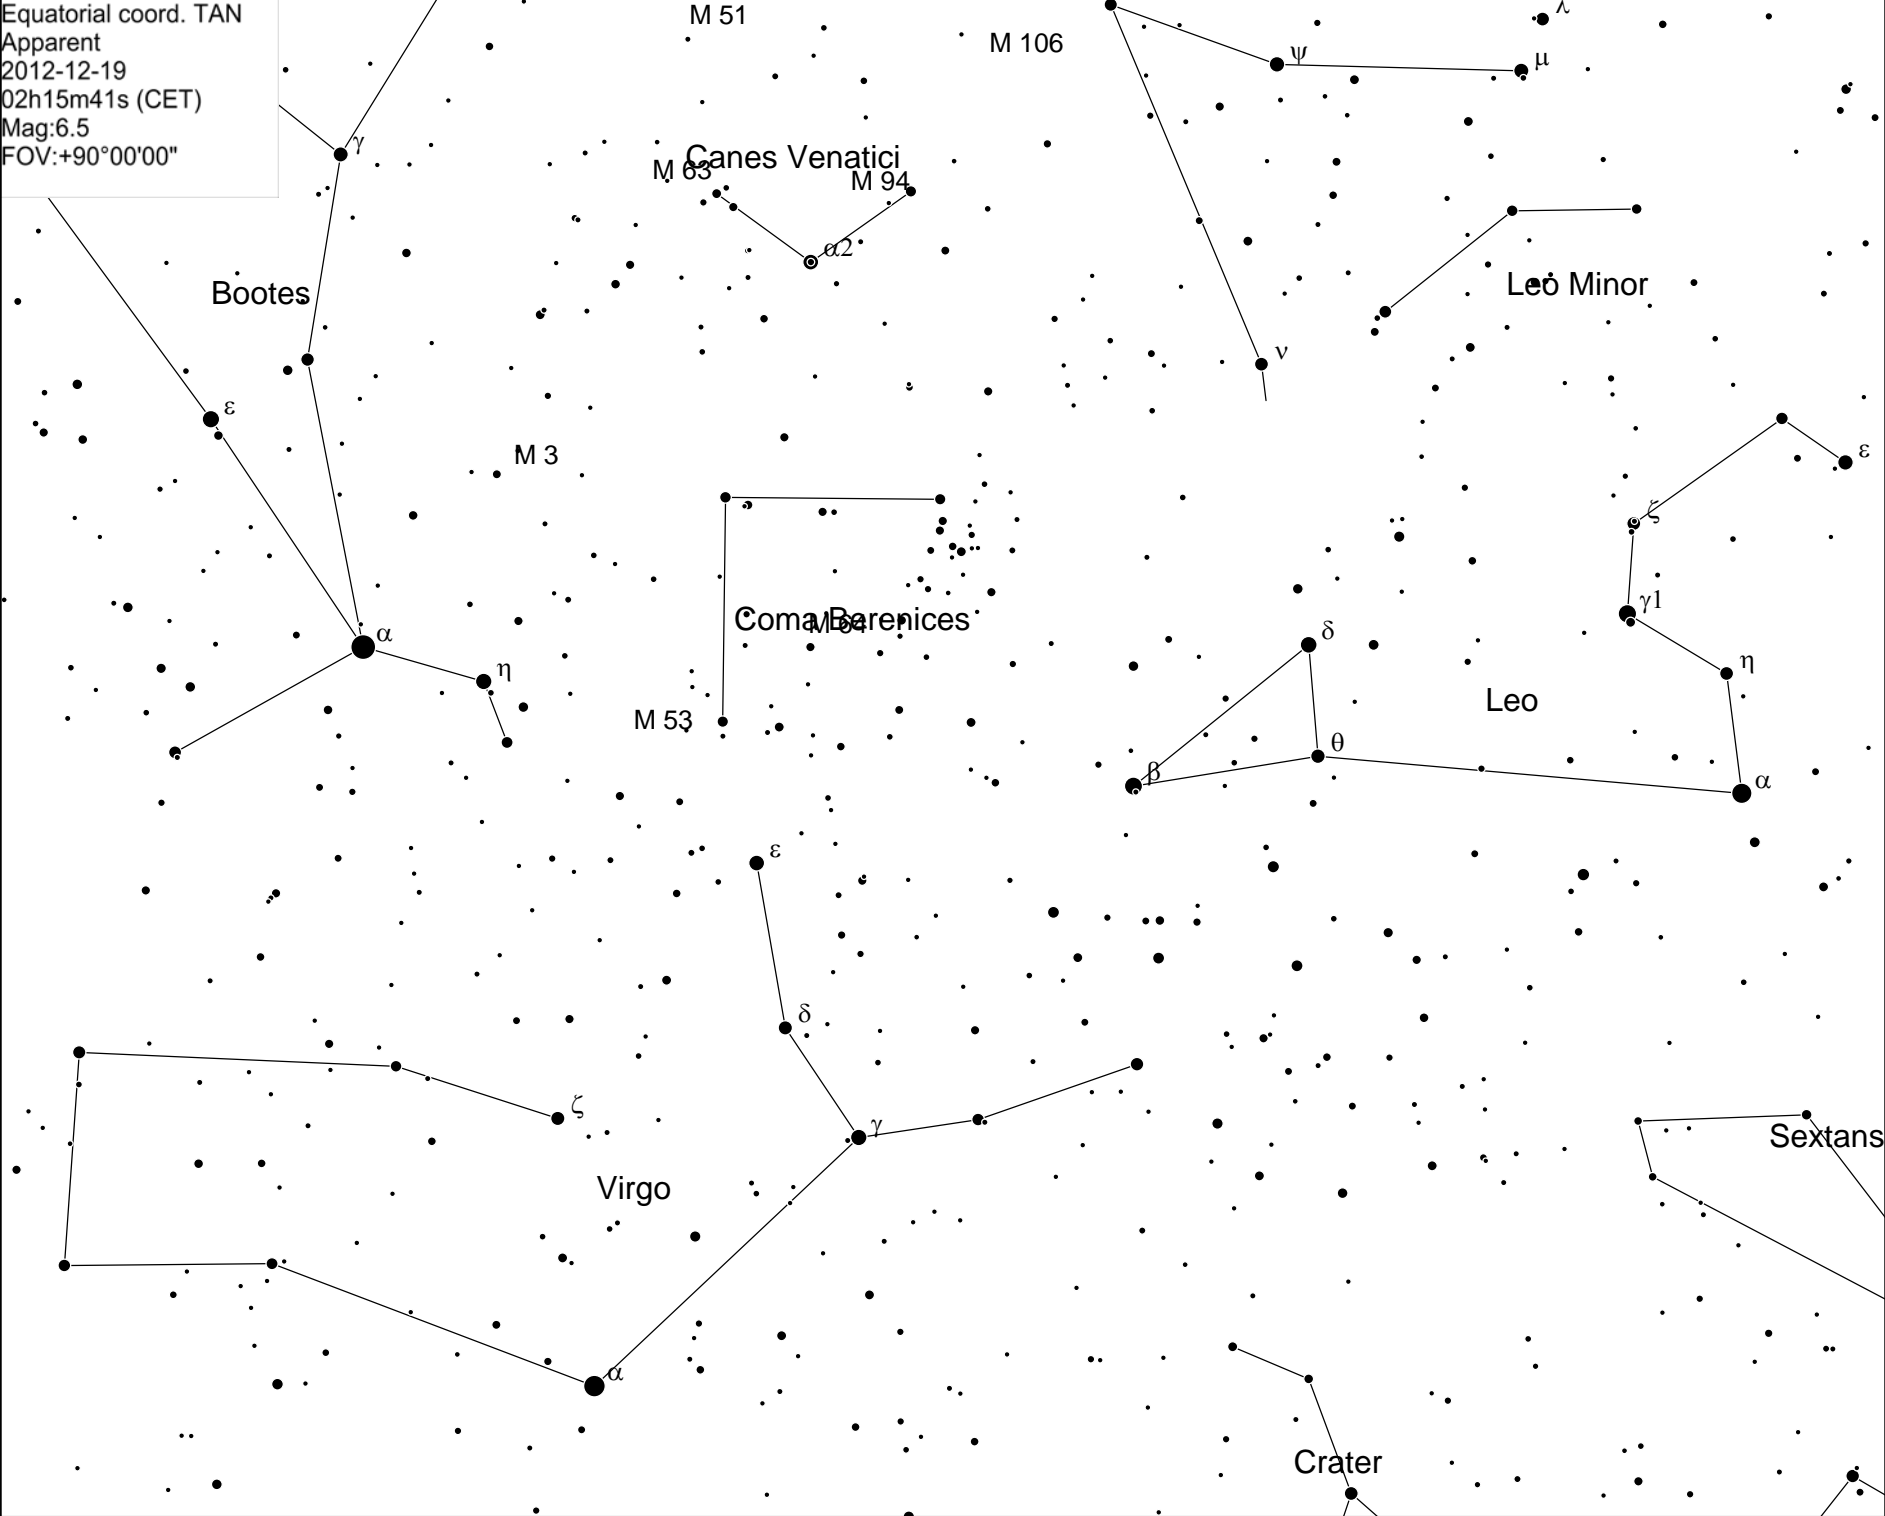 Equatorial coord. TAN
Apparent
2012-12-19
02h15m41s (CET)
Mag:6.5
FOV:+90°00'00"
M 51
M 106
λ
ψ
μ
γ
Canes Venatici
M 63
M 94
α2
Bootes
Leo Minor
ν
ε
M 3
ε
ζ
γ1
Coma Berenices
M 64
α
δ
η
η
Leo
M 53
θ
β
α
ε
δ
ζ
γ
Sextans
Virgo
α
Crater